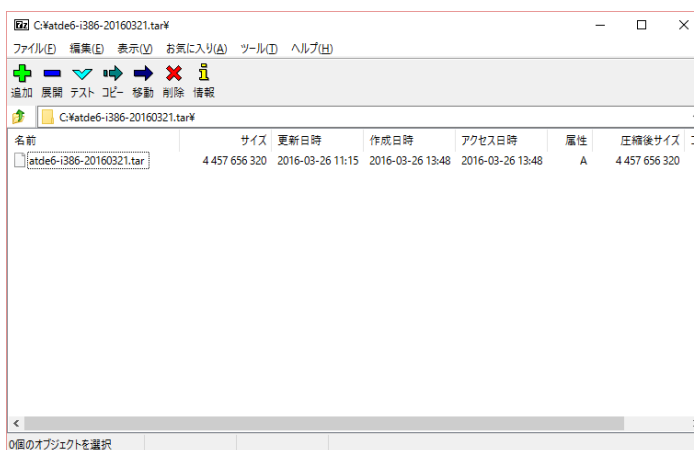 7z C:¥atde6-i386-20160321.tar¥
ファイル(F) 編集(E) 表示(V) お気に入り(A) ツール(T) ヘルプ(H)
追加 展開 テスト コピー 移動 削除 情報
C:¥atde6-i386-20160321.tar¥
名前 サイズ 更新日時 作成日時 アクセス日時 属性 圧縮後サイズ
atde6-i386-20160321.tar 4 457 656 320 2016-03-26 11:15 2016-03-26 13:48 2016-03-26 13:48 A 4 457 656 320
0個のオブジェクトを選択